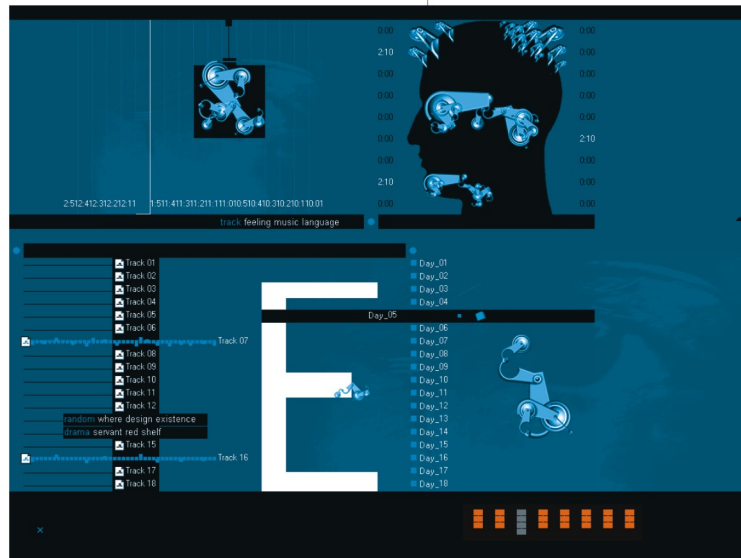 0:00 0:00
2:10 0:00
0:00 0:00
0:00 0:00
0:00 0:00
0:00 2:10
0:00 0:00
2:10 0:00
0:00 0:00
2:512:412:312:212:11 1:511:411:311:211:111:010:510:410:310:210:110:01
track feeling music language
Track 01
Track 02
Track 03
Track 04
Track 05
Track 06
Track 07
Track 08
Track 09
Track 10
Track 11
Track 12
random where design existence
drama servant red shelf
Track 15
Track 16
Track 17
Track 18
E
Day_01
Day_02
Day_03
Day_04
Day_05
Day_06
Day_07
Day_08
Day_09
Day_10
Day_11
Day_12
Day_13
Day_14
Day_15
Day_16
Day_17
Day_18
×